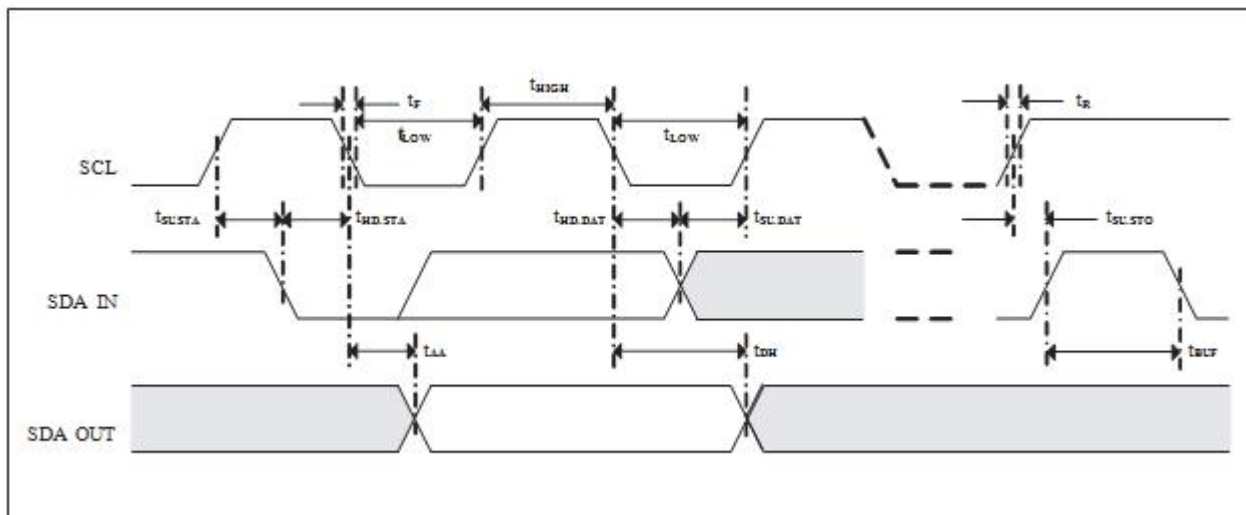 tF
tHIGH
tR
tLOW
tLOW
SCL
tSU.STA
tHD.STA
tHD.DAT
tSU.DAT
tSU.STO
SDA IN
tAA
tDH
tBUF
SDA OUT